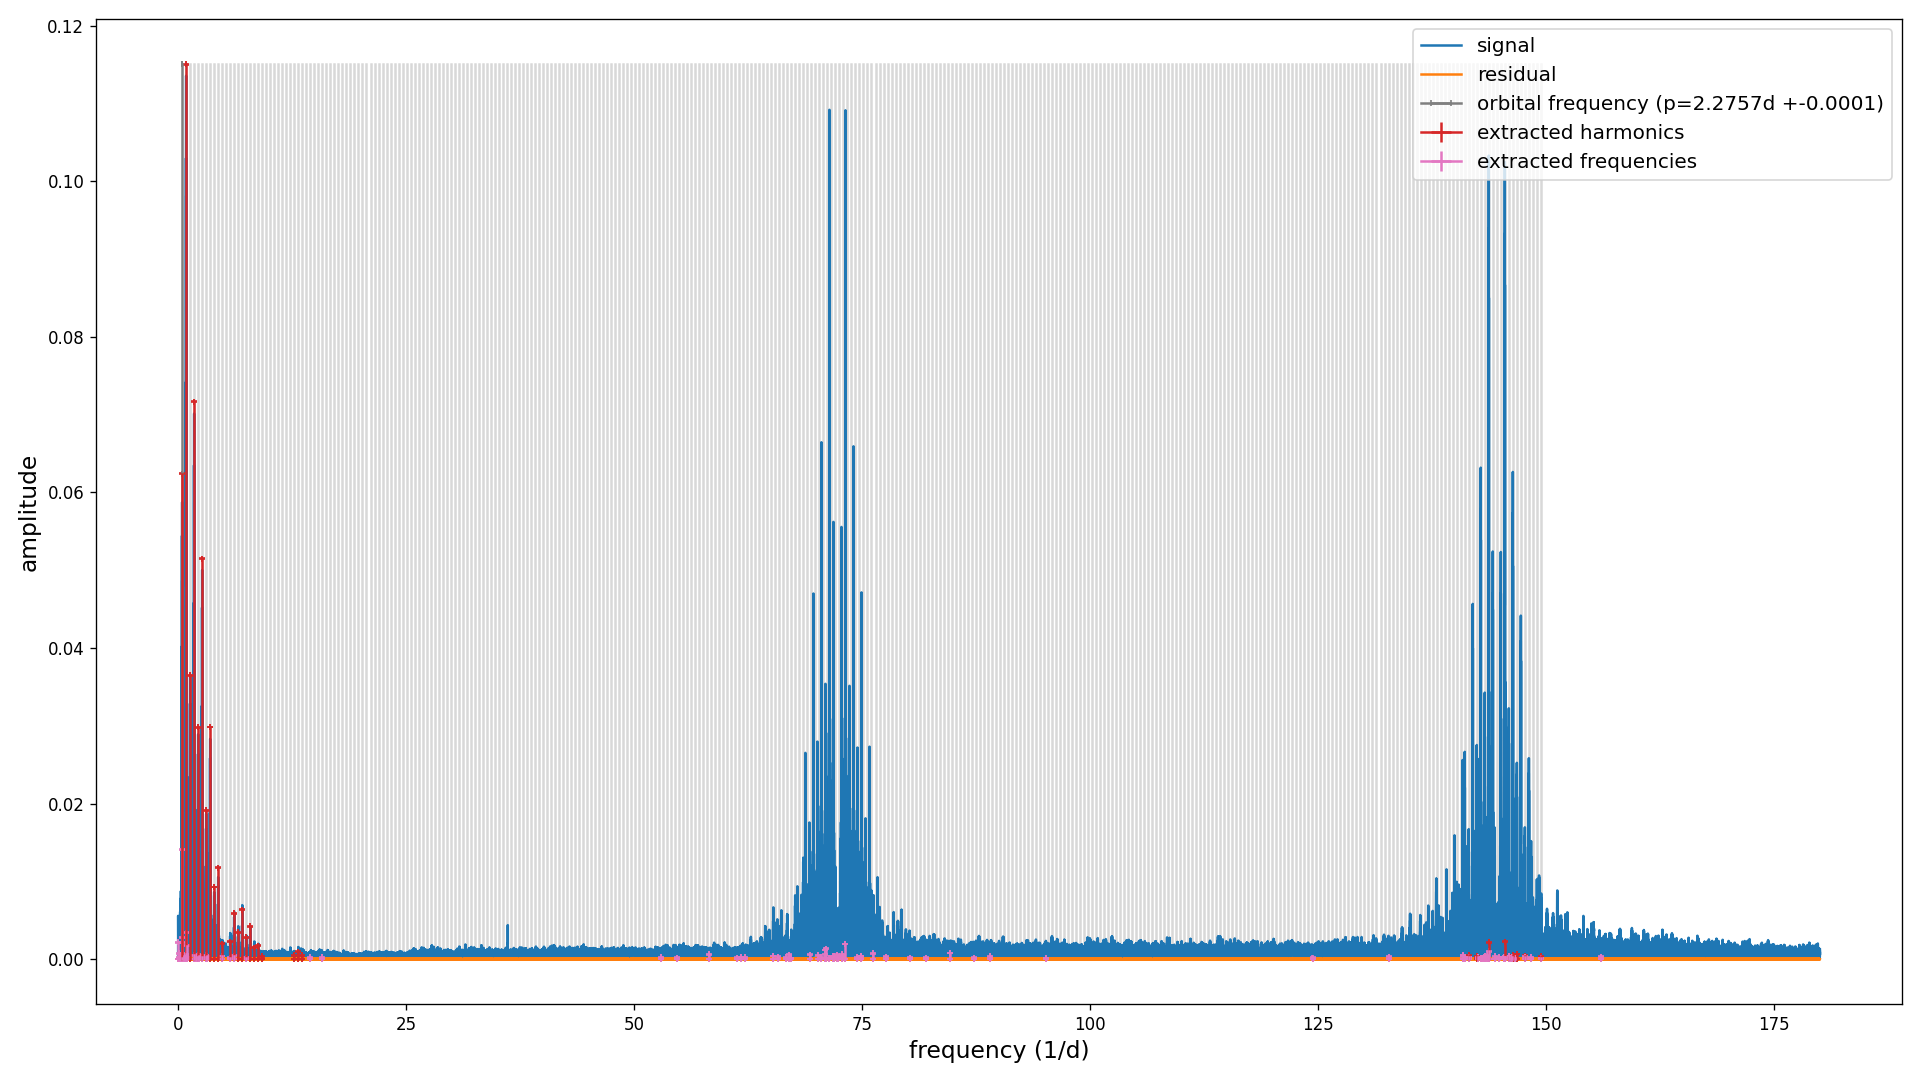 0.12
0.10
0.08
0.06
0.04
0.02
0.00
amplitude
signal
residual
orbital frequency (p=2.2757d +-0.0001)
extracted harmonics
extracted frequencies
0 25 50 75 100 125 150 175
frequency (1/d)